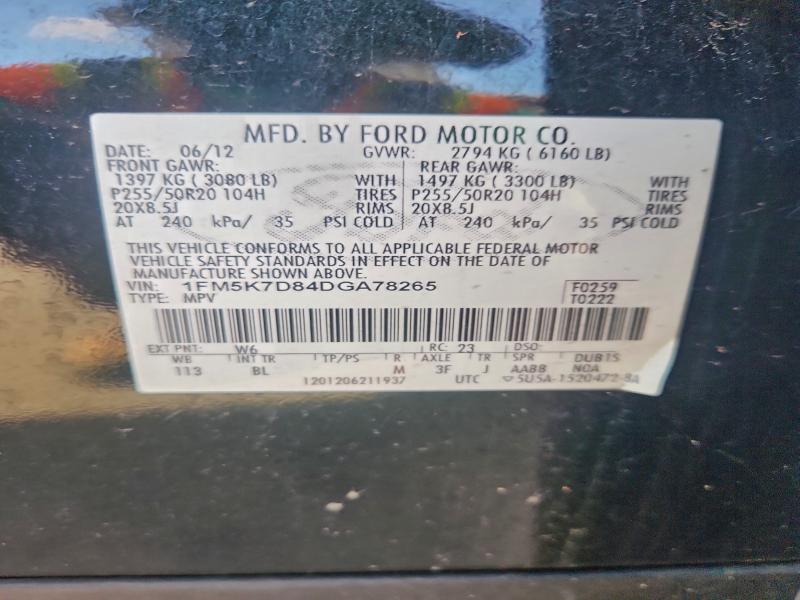 MFD. BY FORD MOTOR CO.
DATE: 06/12 GVWR: 2794 KG ( 6160 LB)
FRONT GAWR: REAR GAWR:
1397 KG ( 3080 LB) WITH 1497 KG ( 3300 LB) WITH
P255/50R20 104H TIRES P255/50R20 104H TIRES
20X8.5J RIMS 20X8.5J RIMS
AT 240 kPa/ 35 PSI COLD AT 240 kPa/ 35 PSI COLD
THIS VEHICLE CONFORMS TO ALL APPLICABLE FEDERAL MOTOR
VEHICLE SAFETY STANDARDS IN EFFECT ON THE DATE OF
MANUFACTURE SHOWN ABOVE.
VIN: 1FM5K7D84DGA78265 F0259
TYPE: MPV T0222
EXT PNT: W6 RC: 23 DSO:
WB INT TR TP/PS R AXLE TR SPR DUBIS
113 BL M 3F J AABB NOA
1201206211937 UTC 5U5A-1520472-BA